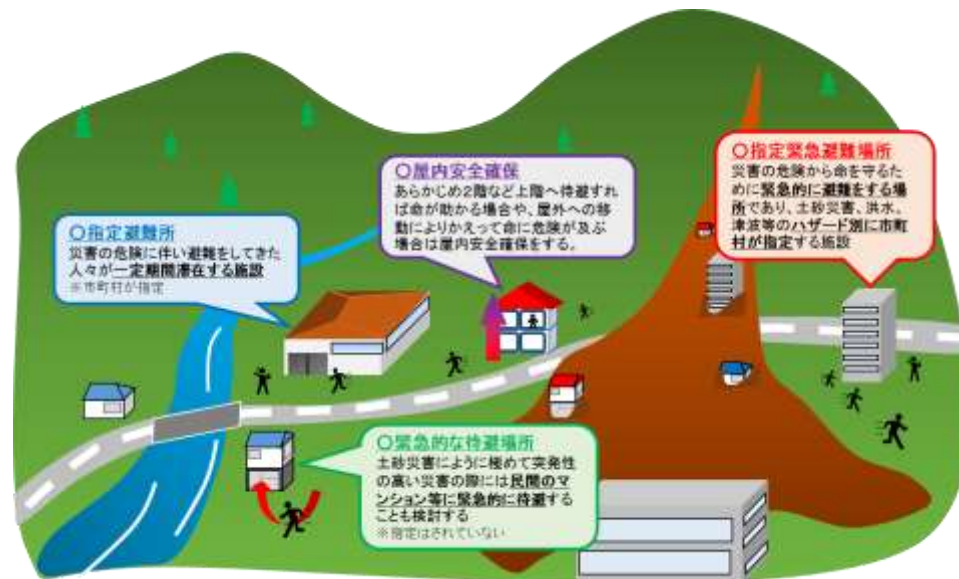 〇指定避難所
災害の危険に伴い避難をしてきた
人々が一定期間滞在する施設
※市町村が指定
〇屋内安全確保
あらかじめ2階など上階へ待避すれ
ば命が助かる場合や、屋外への移
動によりかえって命に危険が及ぶ
場合は屋内安全確保をする。
〇指定緊急避難場所
災害の危険から命を守るた
めに緊急的に避難をする場
所であり、土砂災害、洪水、
津波等のハザード別に市町
村が指定する施設
〇緊急的な待避場所
土砂災害にように極めて突発性
の高い災害の際には民間のマ
ンション等に緊急的に待避する
ことも検討する
※指定はされていない